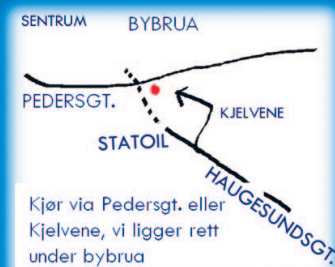 SENTRUM
BYBRUA
PEDERSGT.
KJELVENE
STATOIL
HAUGESUNDSGT.
Kjør via Pedersgt. eller
Kjelvene, vi ligger rett
under bybrua